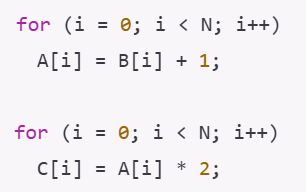 for (i = 0; i < N; i++)
  A[i] = B[i] + 1;

for (i = 0; i < N; i++)
  C[i] = A[i] * 2;